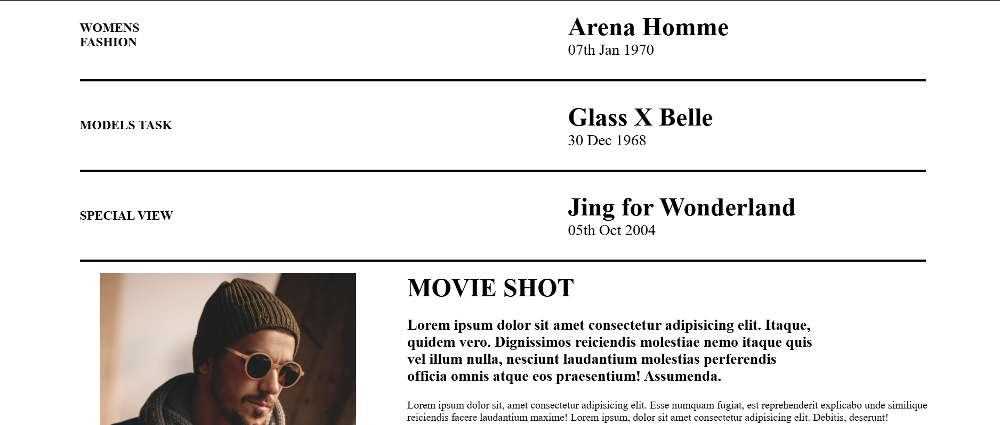 WOMENS
FASHION
Arena Homme
07th Jan 1970
MODELS TASK
Glass X Belle
30 Dec 1968
SPECIAL VIEW
Jing for Wonderland
05th Oct 2004
MOVIE SHOT
Lorem ipsum dolor sit amet consectetur adipisicing elit. Itaque,
quidem vero. Dignissimos reiciendis molestiae nemo itaque quis
vel illum nulla, nesciunt laudantium molestias perferendis
officia omnis atque eos praesentium! Assumenda.
Lorem ipsum dolor sit, amet consectetur adipisicing elit. Esse numquam fugiat, est reprehenderit explicabo unde similique
reiciendis facere laudantium maxime! Lorem ipsum, dolor sit amet consectetur adipisicing elit. Debitis, deserunt!